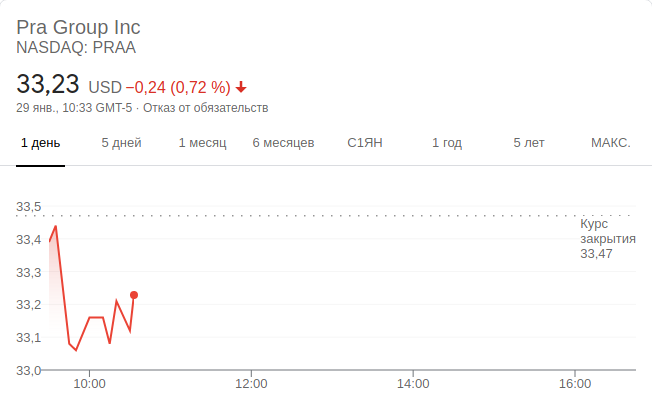 Pra Group Inc
NASDAQ: PRAA
33,23 USD −0,24 (0,72 %)
29 янв., 10:33 GMT-5 · Отказ от обязательств
1 день 5 дней 1 месяц 6 месяцев С1ЯН 1 год 5 лет МАКС.
33,5
Курс
закрытия
33,47
33,4
33,3
33,2
33,1
33,0
10:00 12:00 14:00 16:00